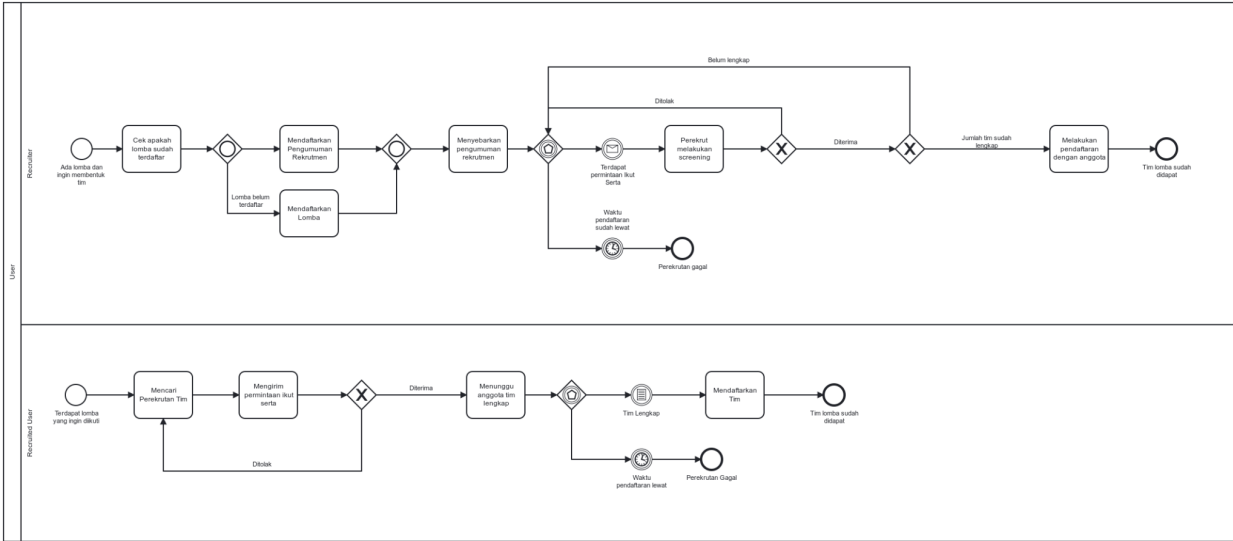 User
Recruiter
Ada lomba dan
ingin membentuk
tim
Cek apakah
lomba sudah
terdaftar
Lomba belum
terdaftar
Mendaftarkan
Pengumuman
Rekrutmen
Mendaftarkan
Lomba
Menyebarkan
pengumuman
rekrutmen
Terdapat
permintaan Ikut
Serta
Waktu
pendaftaran
sudah lewat
Perekrutan gagal
Perekrut
melakukan
screening
Ditolak
Belum lengkap
Diterima
Jumlah tim sudah
lengkap
Melakukan
pendaftaran
dengan anggota
Tim lomba sudah
didapat
Recruited User
Terdapat lomba
yang ingin diikuti
Mencari
Perekrutan Tim
Mengirim
permintaan ikut
serta
Ditolak
Diterima
Menunggu
anggota tim
lengkap
Tim Lengkap
Waktu
pendaftaran lewat
Perekrutan Gagal
Mendaftarkan
Tim
Tim lomba sudah
didapat